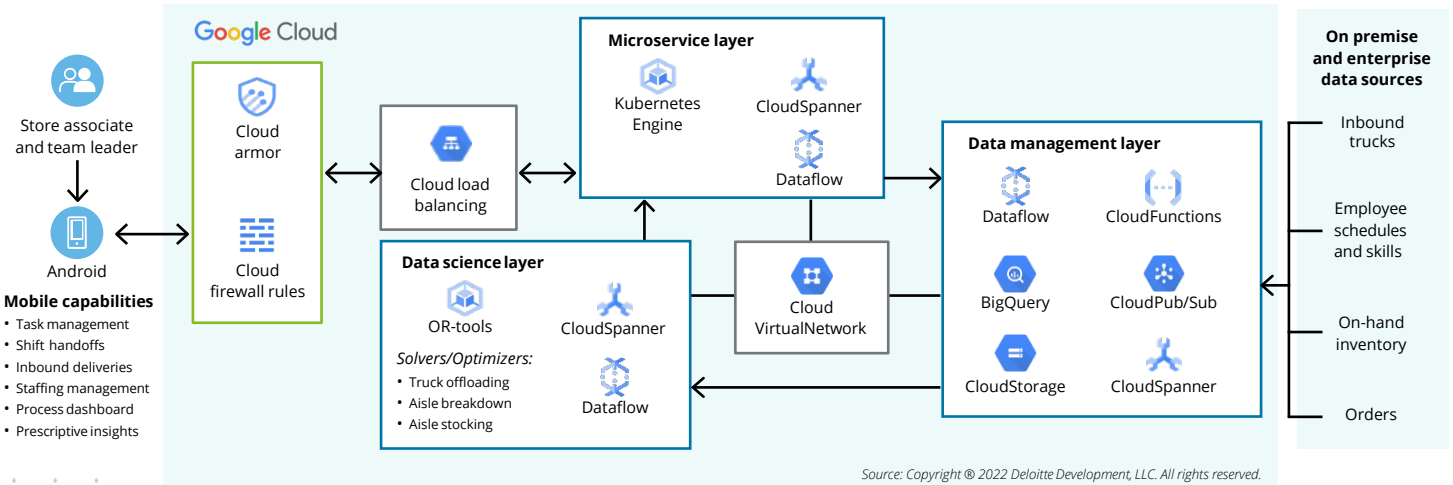 Google Cloud
Store associate
and team leader
Android
Mobile capabilities
• Task management
• Shift handoffs
• Inbound deliveries
• Staffing management
• Process dashboard
• Prescriptive insights
Cloud
armor
Cloud
firewall rules
Cloud load
balancing
Microservice layer
Kubernetes
Engine
CloudSpanner
Dataflow
Data science layer
OR-tools
CloudSpanner
Solvers/Optimizers:
• Truck offloading
• Aisle breakdown
• Aisle stocking
Dataflow
Cloud
VirtualNetwork
Data management layer
Dataflow
CloudFunctions
BigQuery
CloudPub/Sub
CloudStorage
CloudSpanner
On premise
and enterprise
data sources
Inbound
trucks
Employee
schedules
and skills
On-hand
inventory
Orders
Source: Copyright ® 2022 Deloitte Development, LLC. All rights reserved.